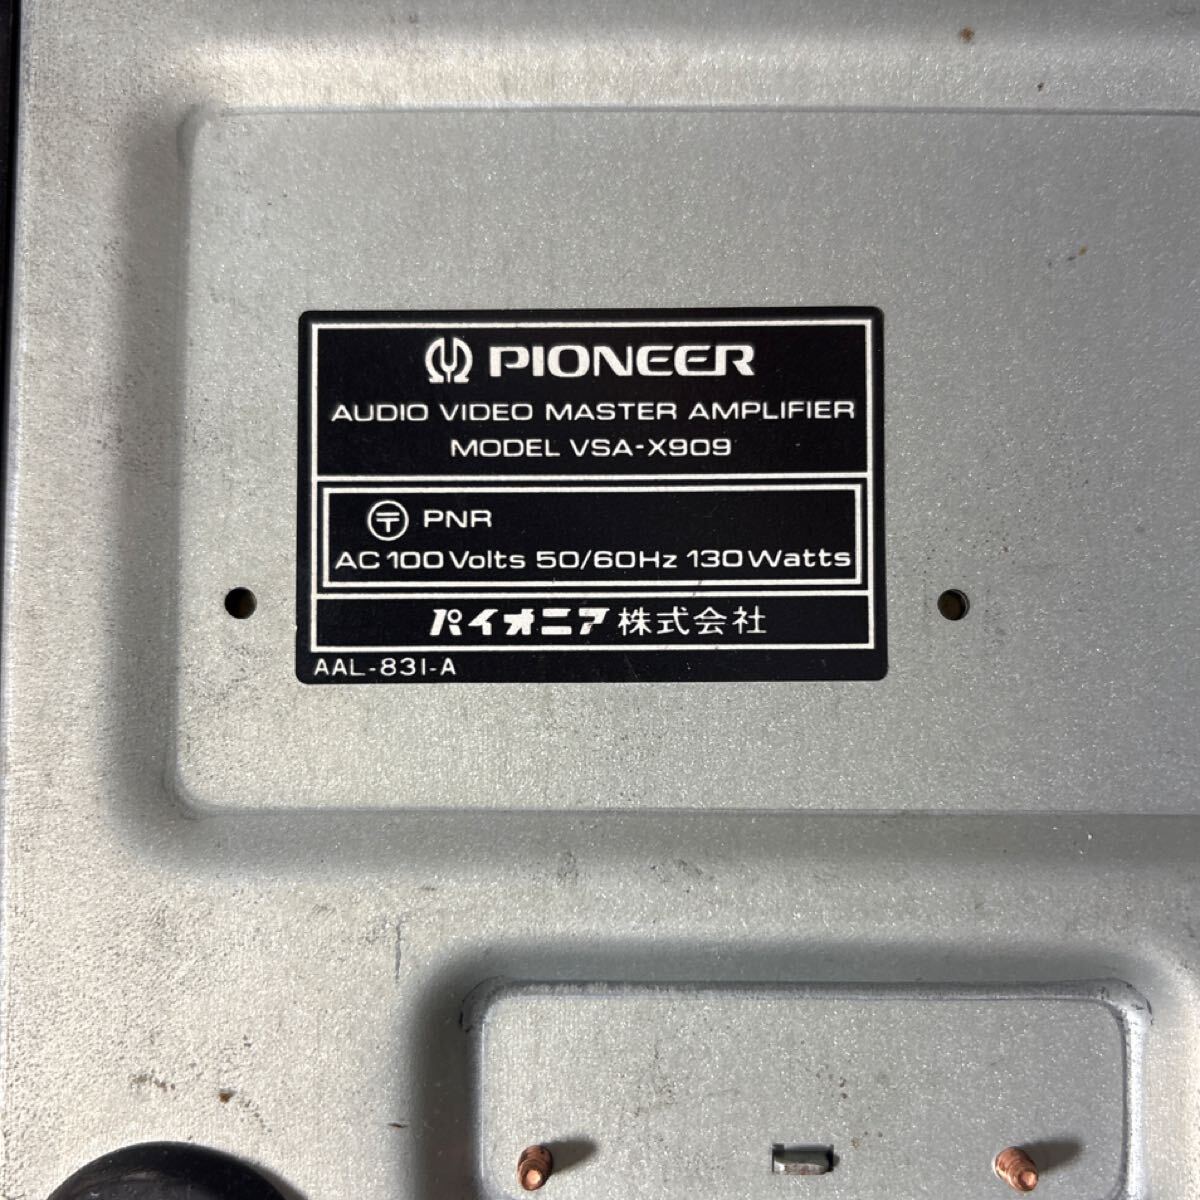 PIONEER
AUDIO VIDEO MASTER AMPLIFIER
MODEL VSA-X909
〶 PNR
AC 100 Volts 50/60Hz 130 Watts
パイオニア株式会社
AAL-831-A